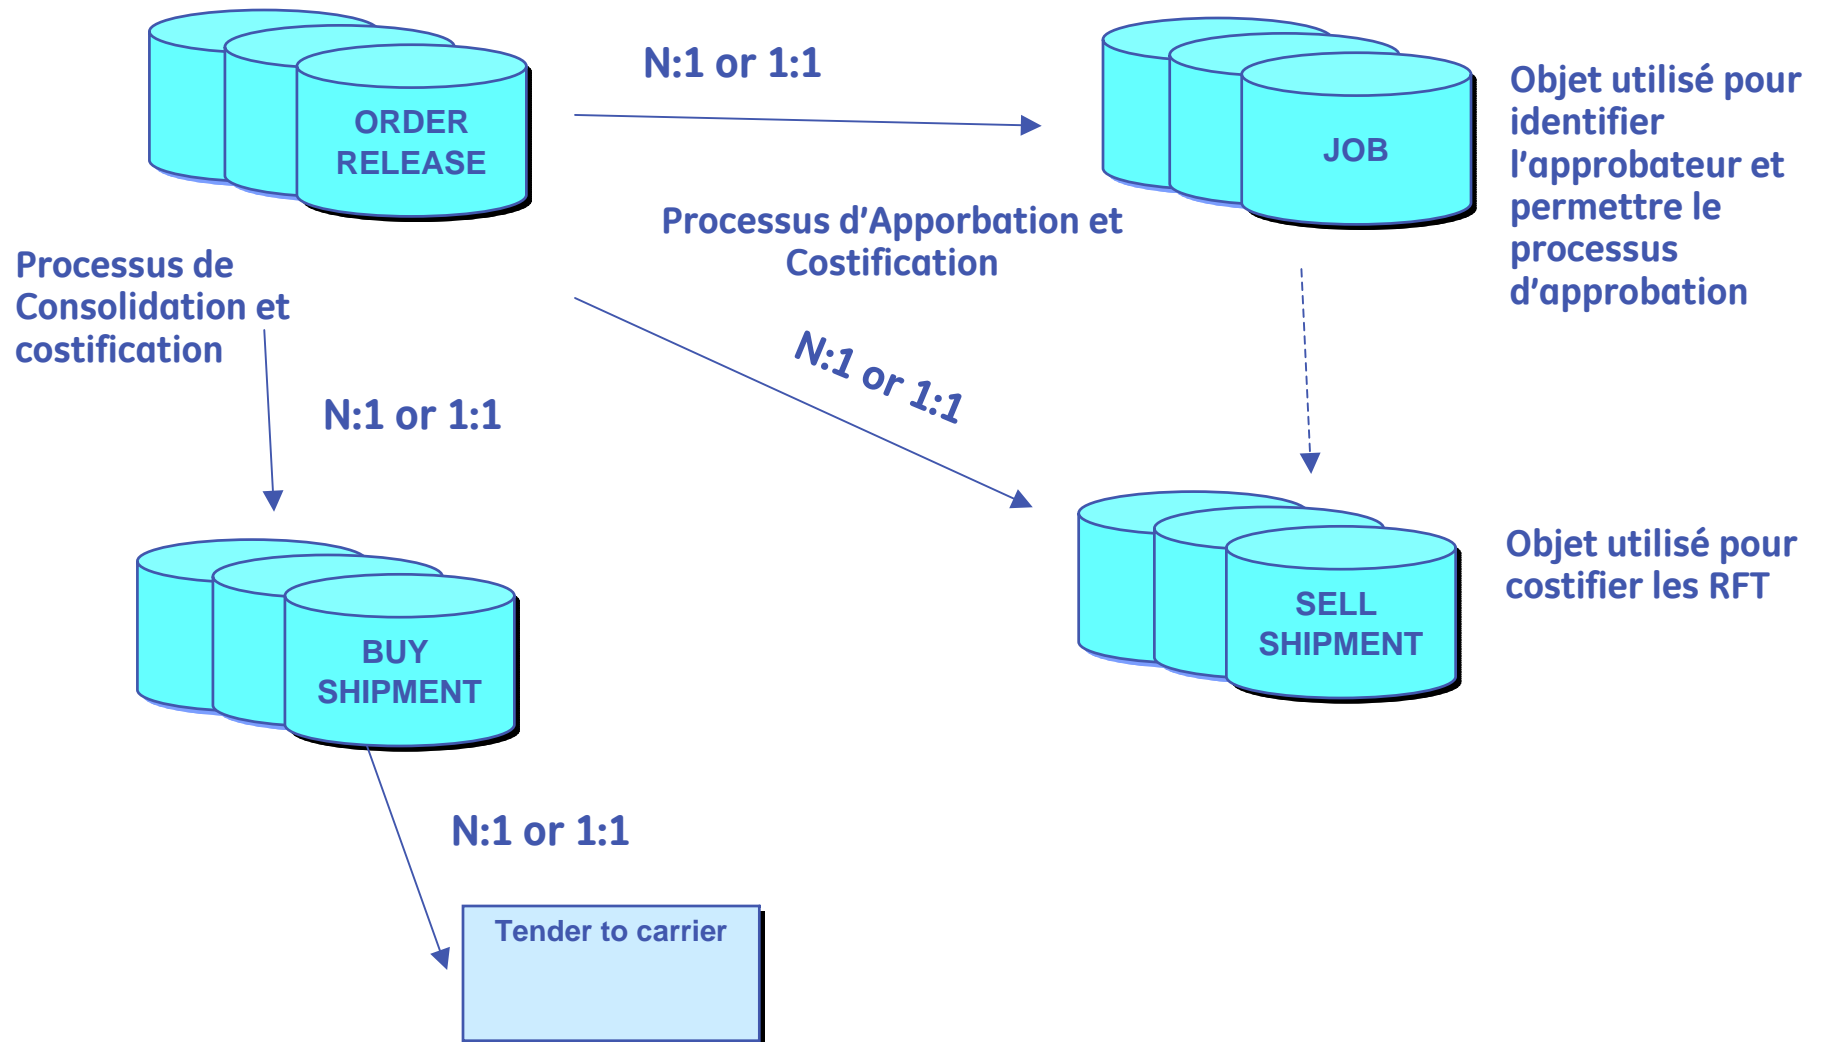 N:1 or 1:1
ORDER
RELEASE
JOB
Objet utilisé pour
identifier
l'approbateur et
permettre le
processus
d'approbation
Processus d'Apporbation et
Costification
Processus de
Consolidation et
costification
N:1 or 1:1
N:1 or 1:1
BUY
SHIPMENT
SELL
SHIPMENT
Objet utilisé pour
costifier les RFT
N:1 or 1:1
Tender to carrier